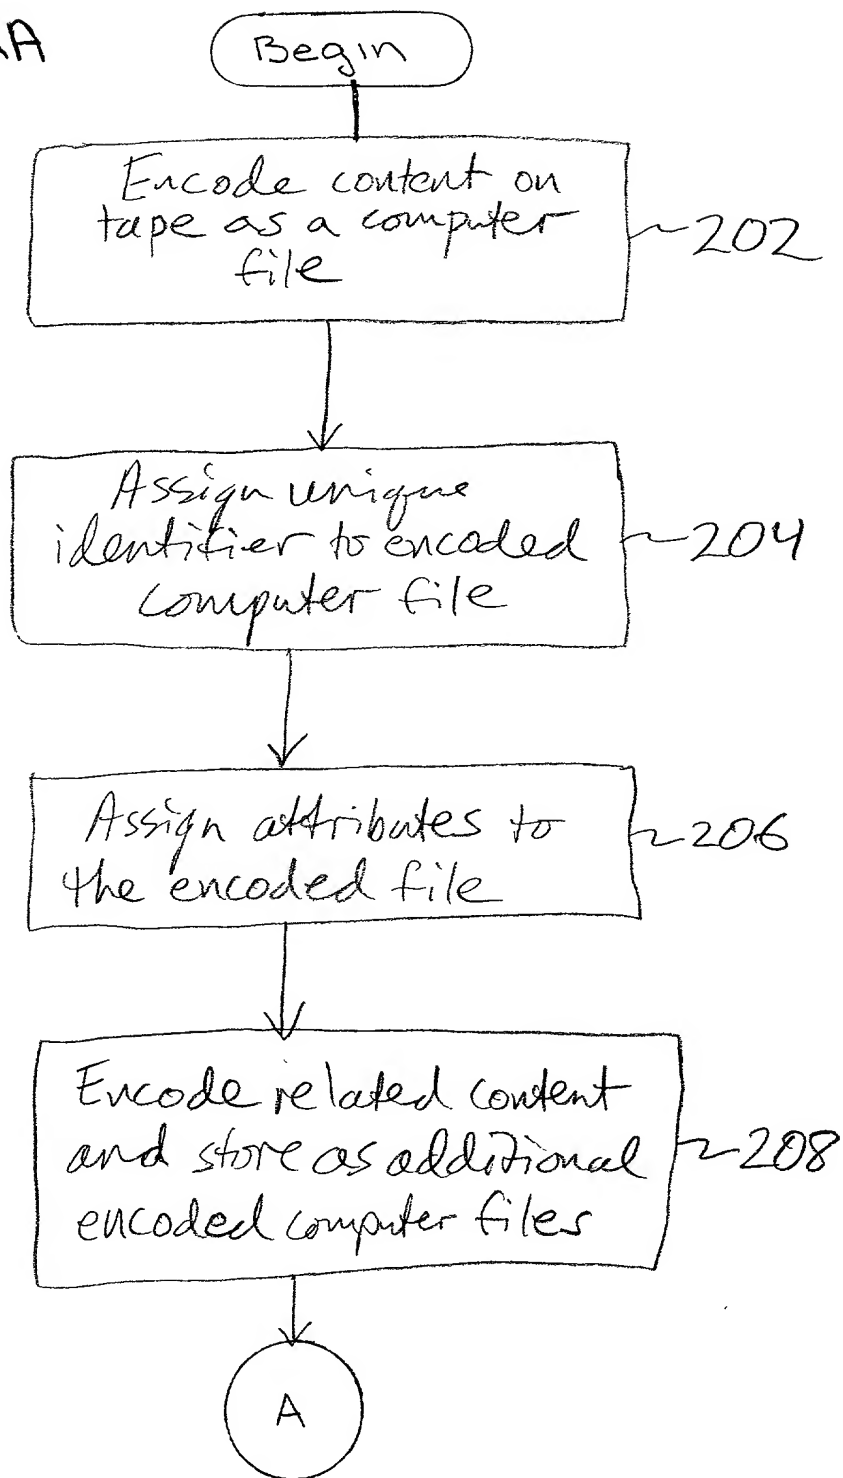 Begin
Encode content on
tape as a computer
file
202
Assign unique
identifier to encoded
computer file
204
Assign attributes to
the encoded file
206
Encode related content
and store as additional
encoded computer files
208
A